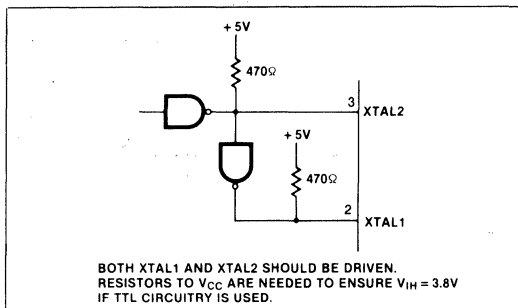 + 5V
470Ω
3
XTAL2
+ 5V
470Ω
2
XTAL1
BOTH XTAL1 AND XTAL2 SHOULD BE DRIVEN.
RESISTORS TO VCC ARE NEEDED TO ENSURE VIH = 3.8V
IF TTL CIRCUITRY IS USED.